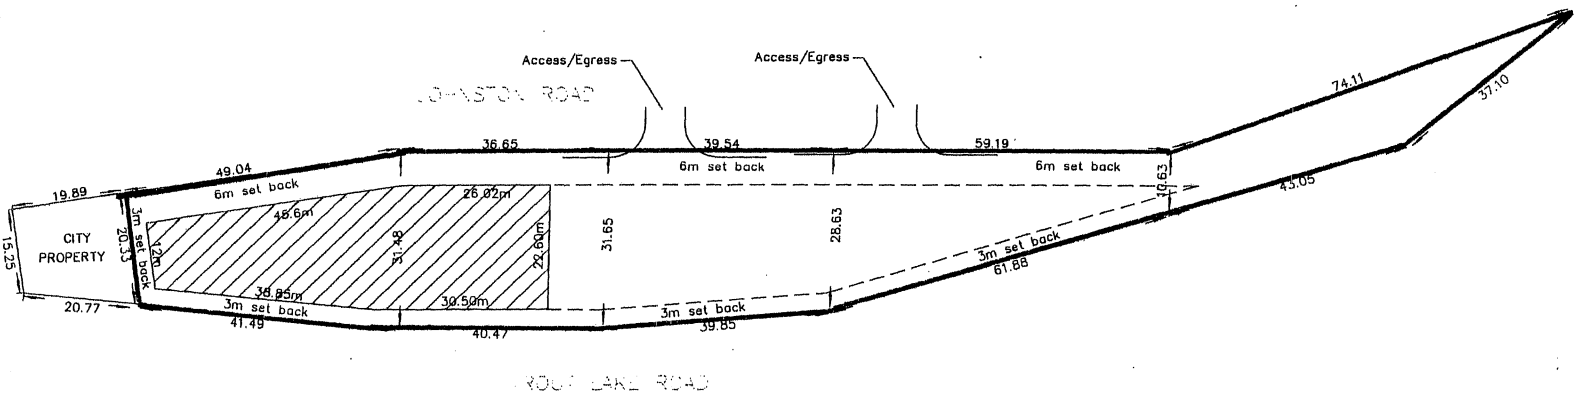 Access/Egress
Access/Egress
JOHNSTON ROAD
74.11
37.10
36.65
39.54
59.19
49.04
6m set back
6m set back
6m set back
10.63
43.05
19.89
26.02m
45.6m
3m set back
20.33
12m
CITY
PROPERTY
15.25
31.48
22.60m
31.65
28.63
3m set back
61.88
38.85m
30.50m
3m set back
3m set back
20.77
41.49
40.47
39.85
LAKE ROAD